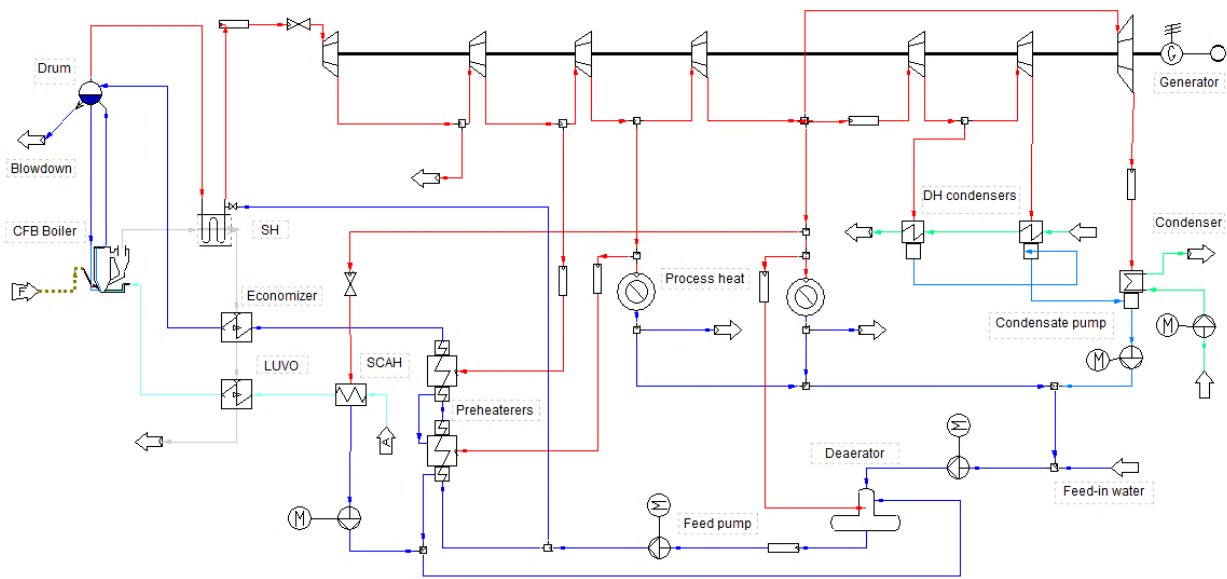 Drum
Generator
Blowdown
DH condensers
CFB Boiler
SH
Condenser
F
Process heat
Economizer
Condensate pump
M
LUVO
SCAH
M
Preheaterers
A
M
Deaerator
Feed-in water
M
Feed pump
M
G